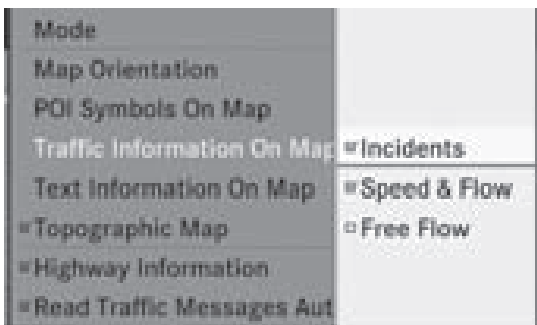 Mode
Map Orientation
POI Symbols On Map
Traffic Information On Map
Incidents
Text Information On Map
Speed & Flow
Topographic Map
Free Flow
Highway Information
Read Traffic Messages Aut